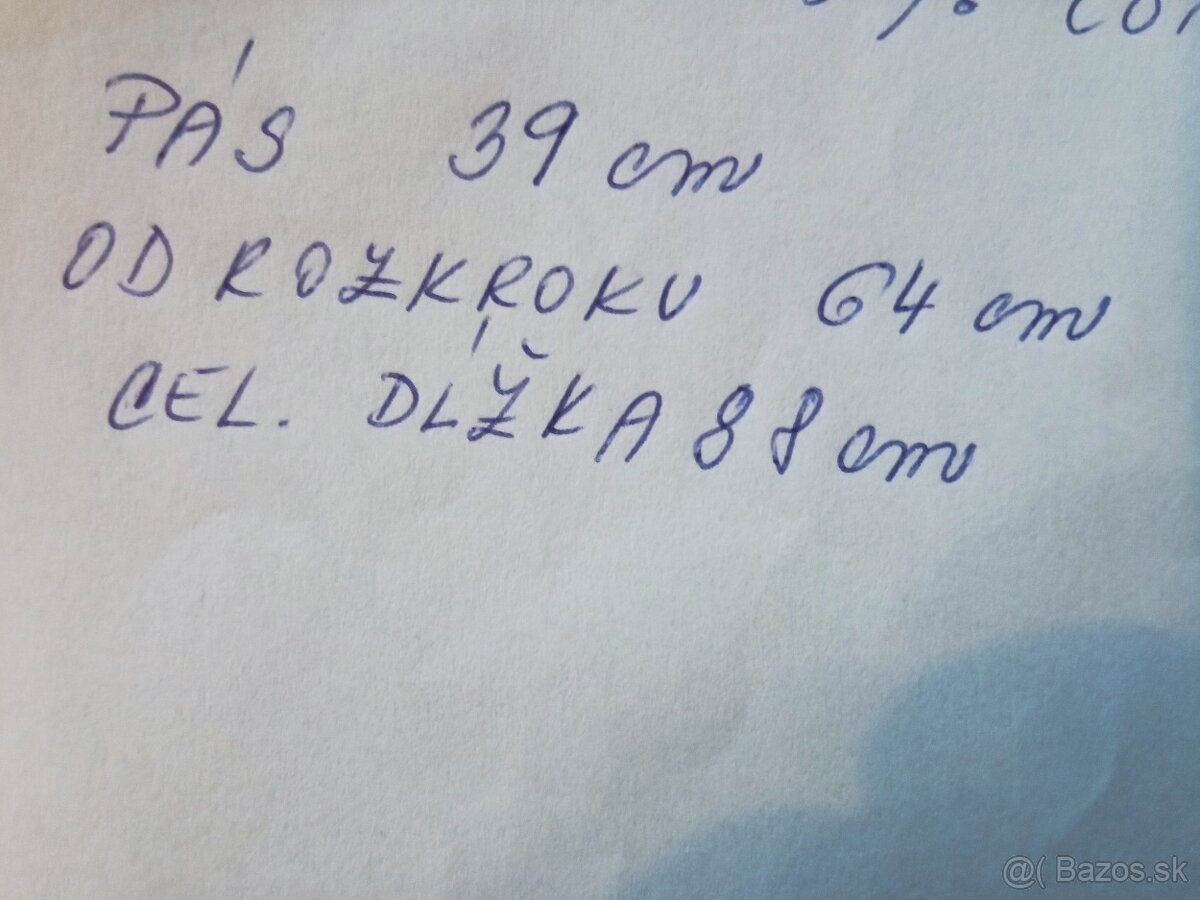 PÁS 39 cm
OD ROZKROKU 64 cm
CEL. DĹŽKA 88 cm
@( Bazos.sk